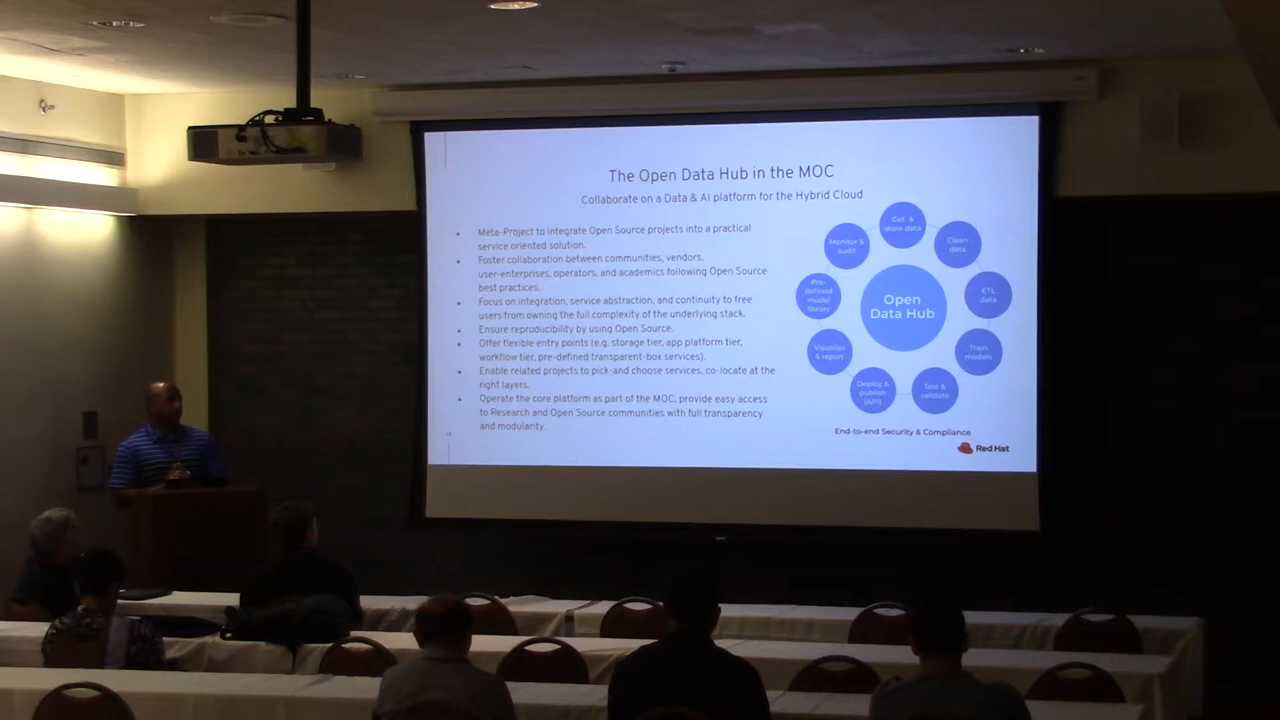 The Open Data Hub in the MOC
Collaborate on a Data & AI platform for the Hybrid Cloud
Meta-Project to integrate Open Source projects into a practical
service oriented solution.
Foster collaboration between communities, vendors,
user-enterprises, operators, and academics following Open Source
best practices.
Focus on integration, service abstraction, and continuity to free
users from owning the full complexity of the underlying stack.
Ensure reproducibility by using Open Source.
Offer flexible entry points (e.g. storage tier, app platform tier,
workflow tier, pre-defined transparent-box services).
Enable related projects to pick-and choose services, co-locate at the
right layers.
Operate the core platform as part of the MOC, provide easy access
to Research and Open Source communities with full transparency
and modularity.
Get &
store data
Clean
data
ETL
data
Train
models
Test &
validate
Deploy &
publish
(API)
Visualize
& report
Pre-
defined
model
library
Monitor &
audit
Open
Data Hub
End-to-end Security & Compliance
Red Hat